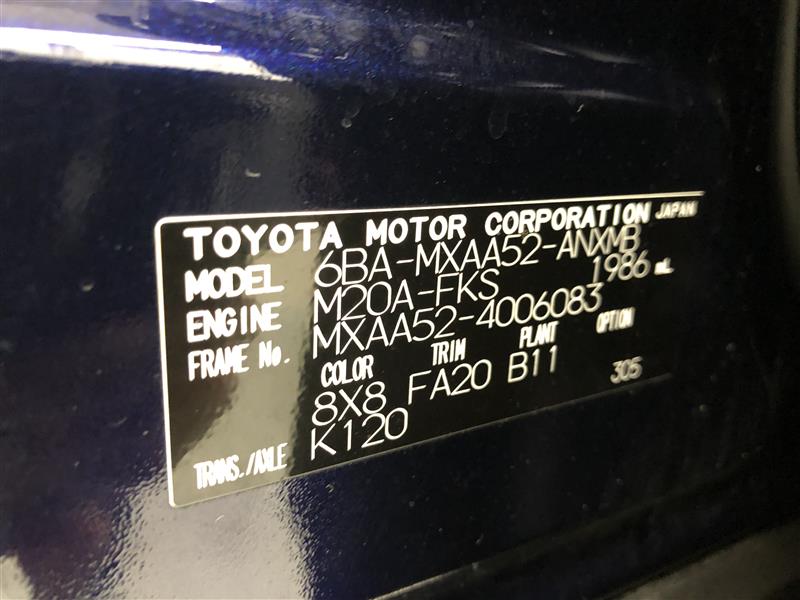 TOYOTA MOTOR CORPORATION JAPAN
MODEL 6BA-MXAA52-ANXMB
ENGINE M20A-FKS 1986 mL
FRAME No. MXAA52-4006083
COLOR TRIM PLANT OPTION
8X8 FA20 B11 305
TRANS./AXLE K120